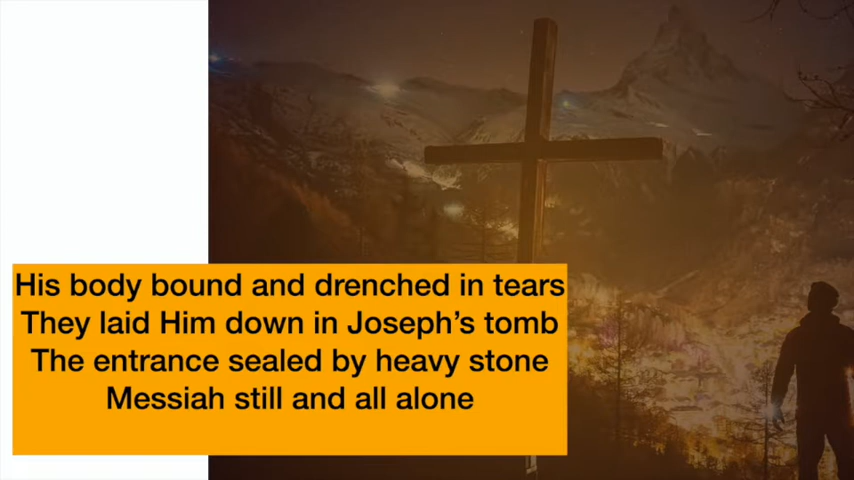 His body bound and drenched in tears
They laid Him down in Joseph’s tomb
The entrance sealed by heavy stone
Messiah still and all alone